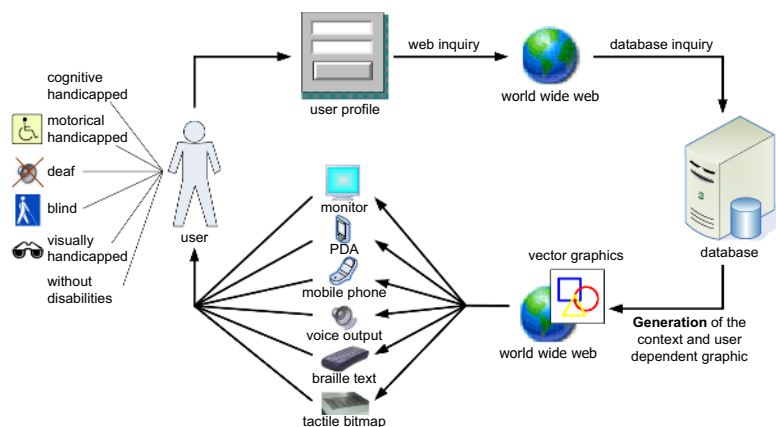 cognitive
handicapped
motorical
handicapped
deaf
blind
visually
handicapped
without
disabilities
user
user profile
web inquiry
world wide web
database inquiry
database
Generation of the
context and user
dependent graphic
vector graphics
world wide web
monitor
PDA
mobile phone
voice output
braille text
tactile bitmap